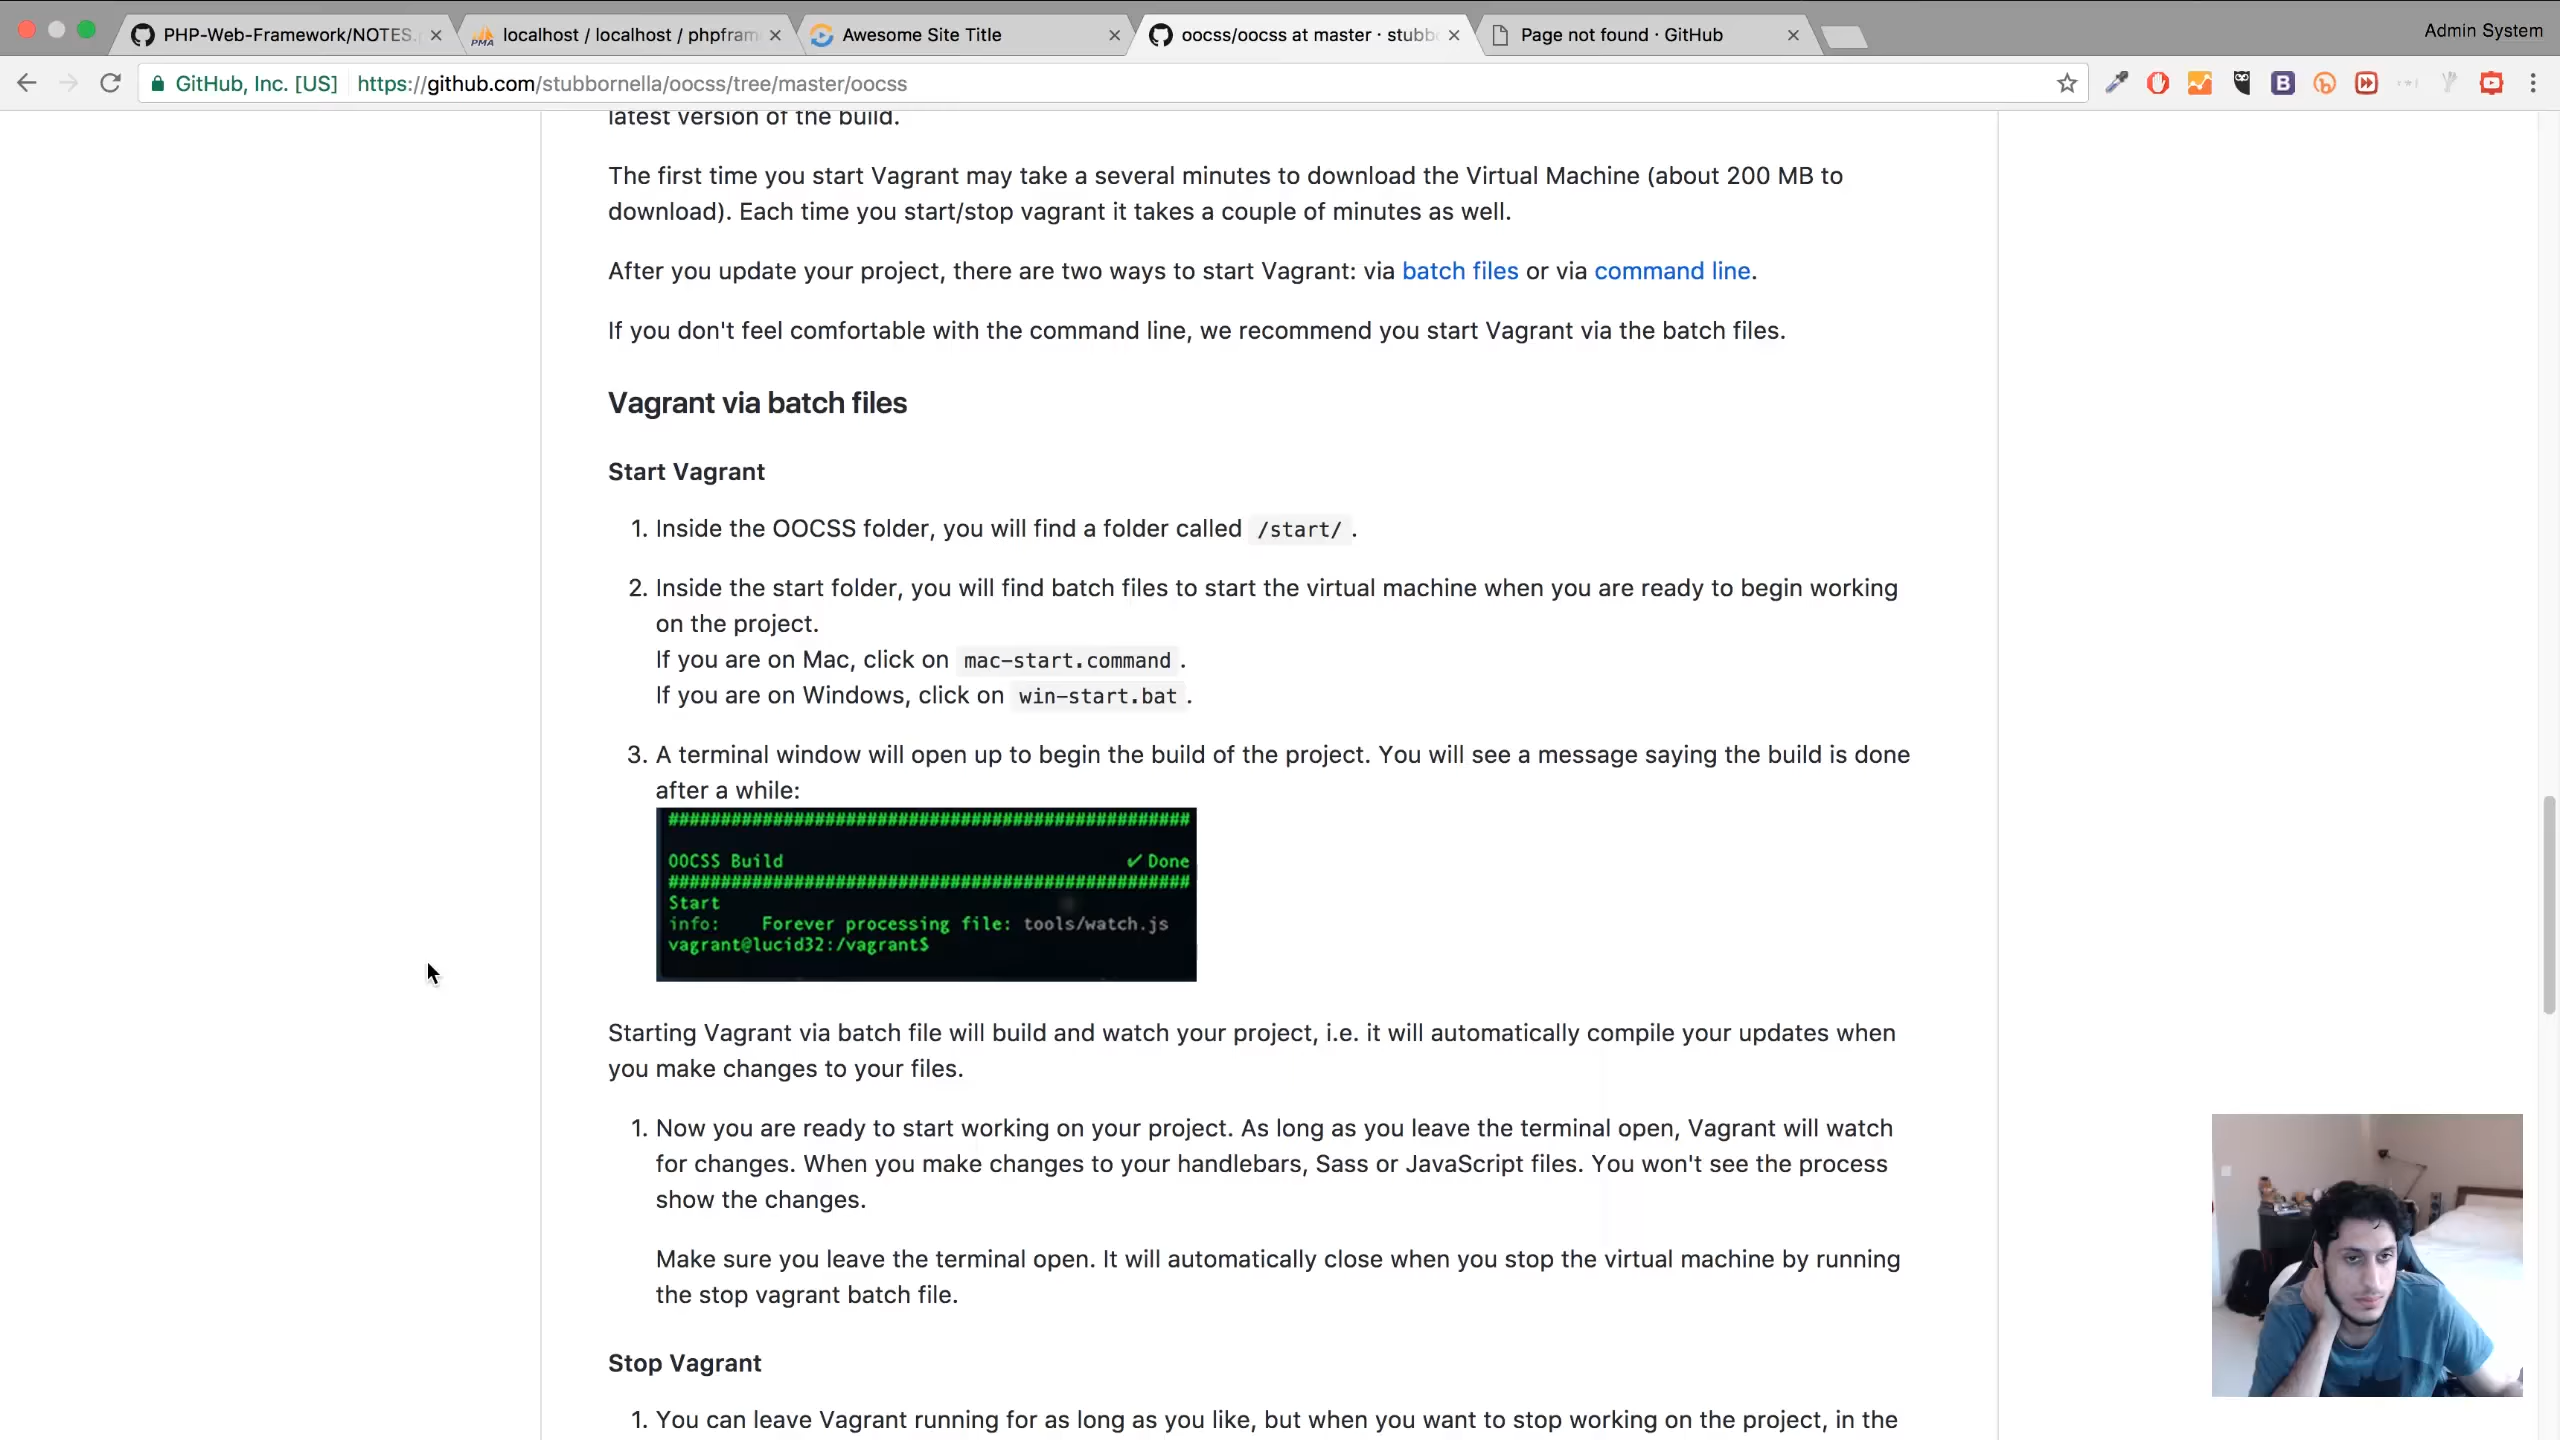 PHP-Web-Framework/NOTES.
localhost / localhost / phpfram
Awesome Site Title
oocss/oocss at master · stubb
Page not found · GitHub
Admin System
GitHub, Inc. [US]
https://github.com/stubbornella/oocss/tree/master/oocss
latest version of the build.
The first time you start Vagrant may take a several minutes to download the Virtual Machine (about 200 MB to
download). Each time you start/stop vagrant it takes a couple of minutes as well.
After you update your project, there are two ways to start Vagrant: via batch files or via command line.
If you don't feel comfortable with the command line, we recommend you start Vagrant via the batch files.
Vagrant via batch files
Start Vagrant
1. Inside the OOCSS folder, you will find a folder called /start/ .
2. Inside the start folder, you will find batch files to start the virtual machine when you are ready to begin working
on the project.
If you are on Mac, click on mac-start.command .
If you are on Windows, click on win-start.bat .
3. A terminal window will open up to begin the build of the project. You will see a message saying the build is done
after a while:
##################################################
OOCSS Build ✓ Done
##################################################
Start
info: Forever processing file: tools/watch.js
vagrant@lucid32:/vagrant$
Starting Vagrant via batch file will build and watch your project, i.e. it will automatically compile your updates when
you make changes to your files.
1. Now you are ready to start working on your project. As long as you leave the terminal open, Vagrant will watch
for changes. When you make changes to your handlebars, Sass or JavaScript files. You won't see the process
show the changes.
Make sure you leave the terminal open. It will automatically close when you stop the virtual machine by running
the stop vagrant batch file.
Stop Vagrant
1. You can leave Vagrant running for as long as you like, but when you want to stop working on the project, in the